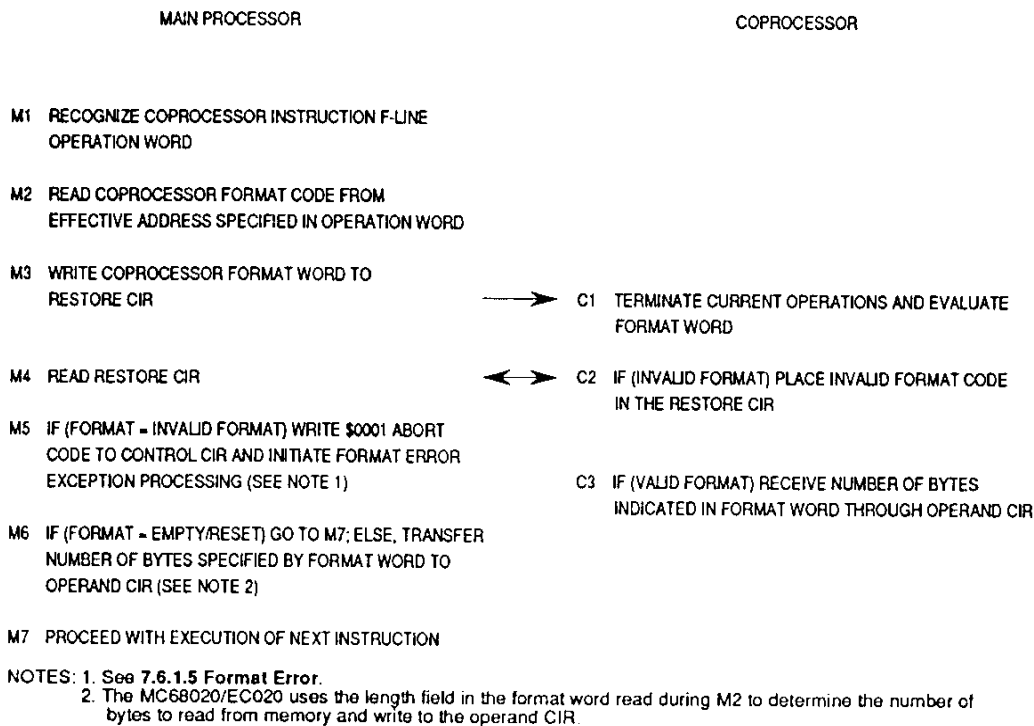 MAIN PROCESSOR
COPROCESSOR
M1 RECOGNIZE COPROCESSOR INSTRUCTION F-LINE
OPERATION WORD
M2 READ COPROCESSOR FORMAT CODE FROM
EFFECTIVE ADDRESS SPECIFIED IN OPERATION WORD
M3 WRITE COPROCESSOR FORMAT WORD TO
RESTORE CIR
C1 TERMINATE CURRENT OPERATIONS AND EVALUATE
FORMAT WORD
M4 READ RESTORE CIR
C2 IF (INVALID FORMAT) PLACE INVALID FORMAT CODE
IN THE RESTORE CIR
M5 IF (FORMAT = INVALID FORMAT) WRITE $0001 ABORT
CODE TO CONTROL CIR AND INITIATE FORMAT ERROR
EXCEPTION PROCESSING (SEE NOTE 1)
C3 IF (VALID FORMAT) RECEIVE NUMBER OF BYTES
INDICATED IN FORMAT WORD THROUGH OPERAND CIR
M6 IF (FORMAT = EMPTY/RESET) GO TO M7; ELSE, TRANSFER
NUMBER OF BYTES SPECIFIED BY FORMAT WORD TO
OPERAND CIR (SEE NOTE 2)
M7 PROCEED WITH EXECUTION OF NEXT INSTRUCTION
NOTES: 1. See 7.6.1.5 Format Error.
2. The MC68020/EC020 uses the length field in the format word read during M2 to determine the number of
bytes to read from memory and write to the operand CIR.